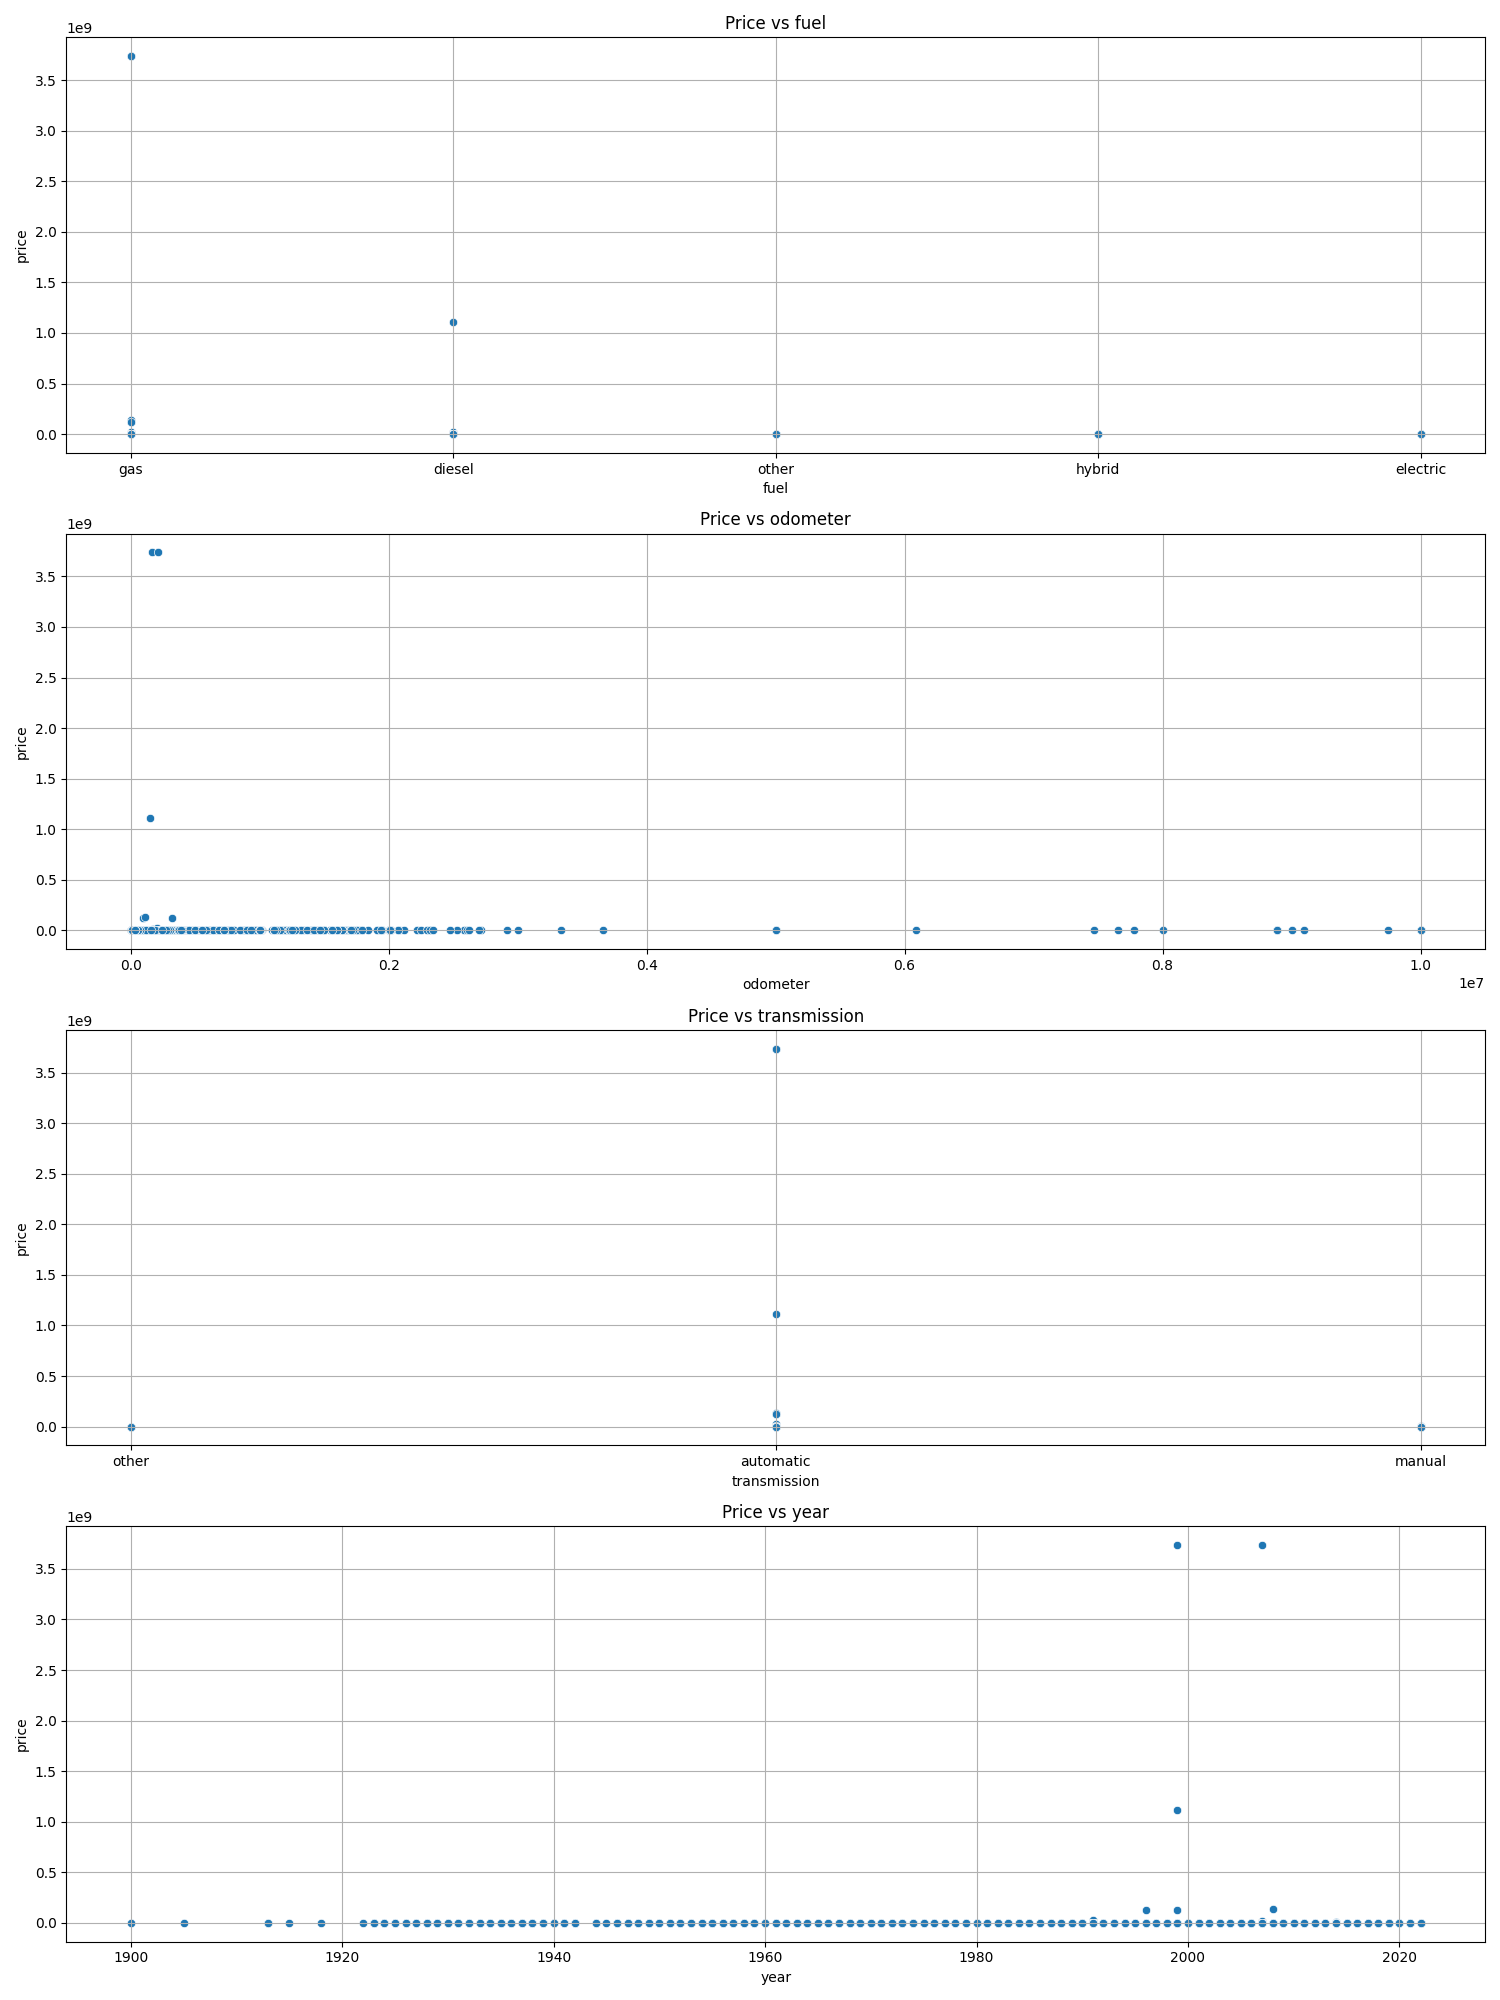 Price vs fuel
1e9
3.5
3.0
2.5
2.0
1.5
1.0
0.5
0.0
price
gas diesel other hybrid electric
fuel
Price vs odometer
1e9
3.5
3.0
2.5
2.0
1.5
1.0
0.5
0.0
price
0.0 0.2 0.4 0.6 0.8 1.0
1e7
odometer
Price vs transmission
1e9
3.5
3.0
2.5
2.0
1.5
1.0
0.5
0.0
price
other automatic manual
transmission
Price vs year
1e9
3.5
3.0
2.5
2.0
1.5
1.0
0.5
0.0
price
1900 1920 1940 1960 1980 2000 2020
year